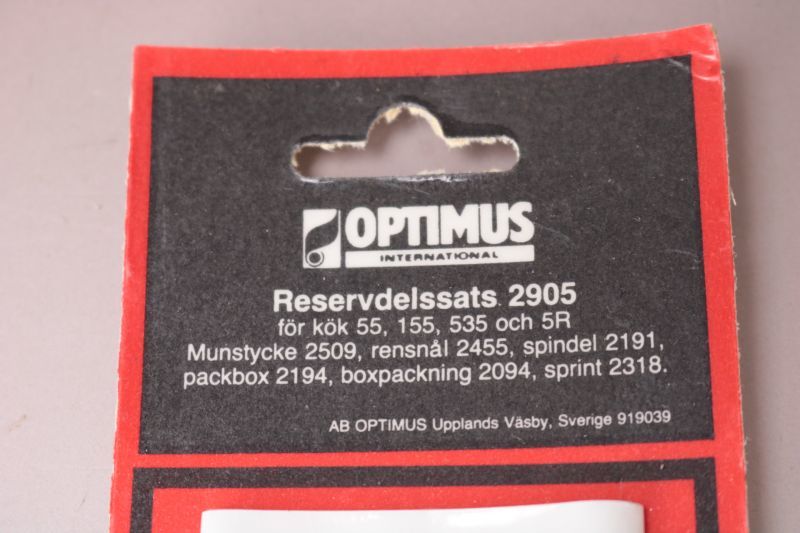 OPTIMUS
INTERNATIONAL
Reservdelssats 2905
för kök 55, 155, 535 och 5R
Munstycke 2509, rensnål 2455, spindel 2191,
packbox 2194, boxpackning 2094, sprint 2318.
AB OPTIMUS Upplands Väsby, Sverige 919039